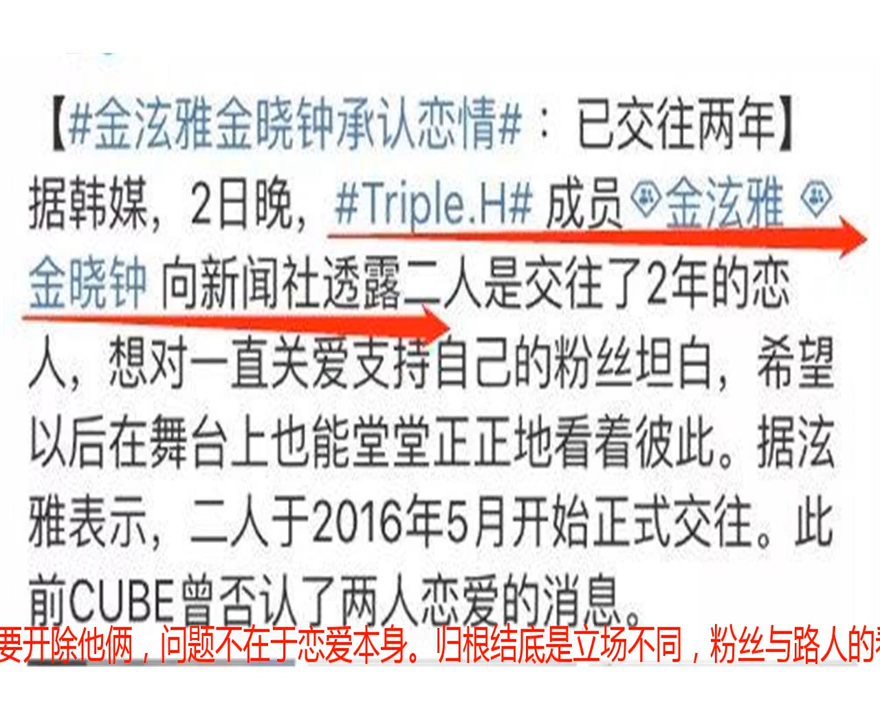 【#金泫雅金晓钟承认恋情#：已交往两年】
据韩媒，2日晚，#Triple.H# 成员金泫雅
金晓钟 向新闻社透露二人是交往了2年的恋
人，想对一直关爱支持自己的粉丝坦白，希望
以后在舞台上也能堂堂正正地看着彼此。据泫
雅表示，二人于2016年5月开始正式交往。此
前CUBE曾否认了两人恋爱的消息。
要开除他俩，问题不在于恋爱本身。归根结底是立场不同，粉丝与路人的